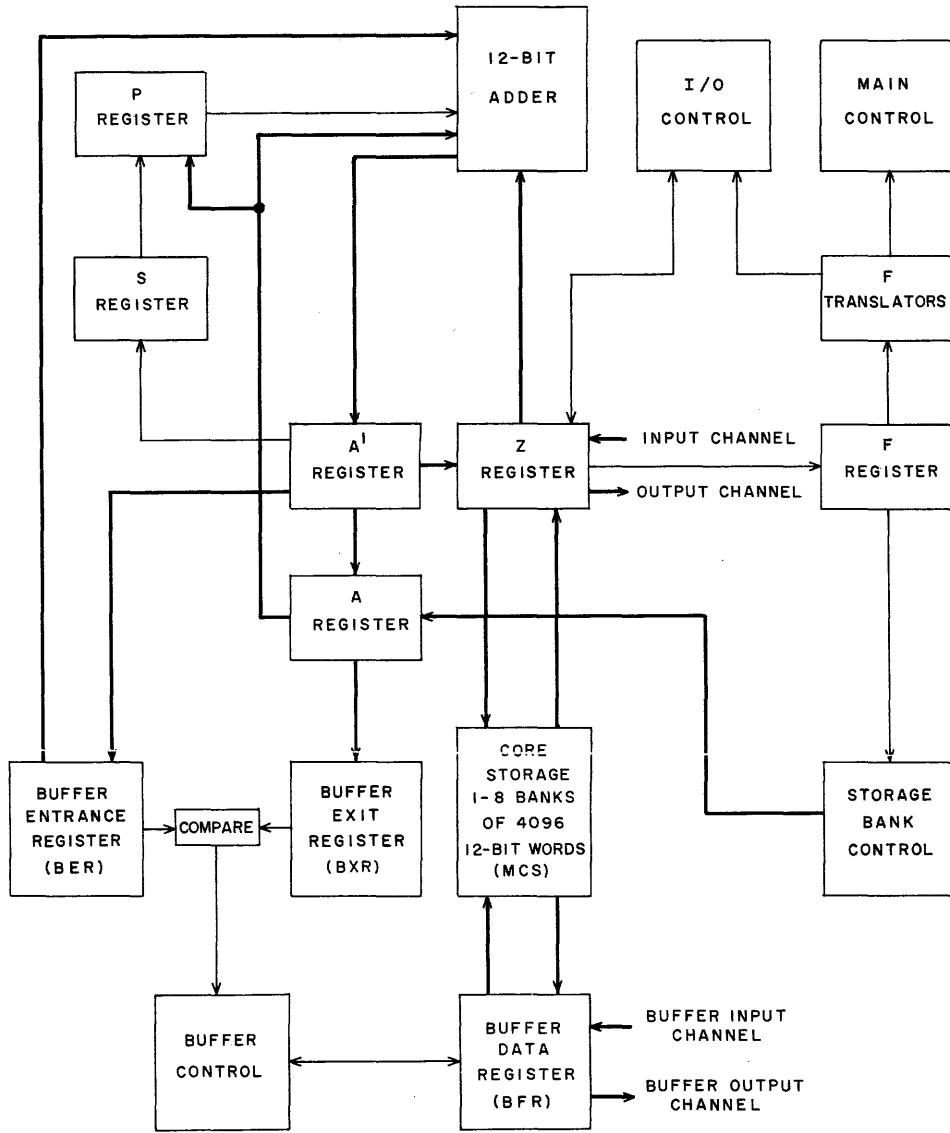 12-BIT
ADDER
I/O
CONTROL
MAIN
CONTROL
P
REGISTER
S
REGISTER
F
TRANSLATORS
A'
REGISTER
Z
REGISTER
INPUT CHANNEL
OUTPUT CHANNEL
F
REGISTER
A
REGISTER
BUFFER
ENTRANCE
REGISTER
(BER)
COMPARE
BUFFER
EXIT
REGISTER
(BXR)
CORE
STORAGE
1-8 BANKS
OF 4096
12-BIT WORDS
(MCS)
STORAGE
BANK
CONTROL
BUFFER
CONTROL
BUFFER
DATA
REGISTER
(BFR)
BUFFER INPUT
CHANNEL
BUFFER OUTPUT
CHANNEL